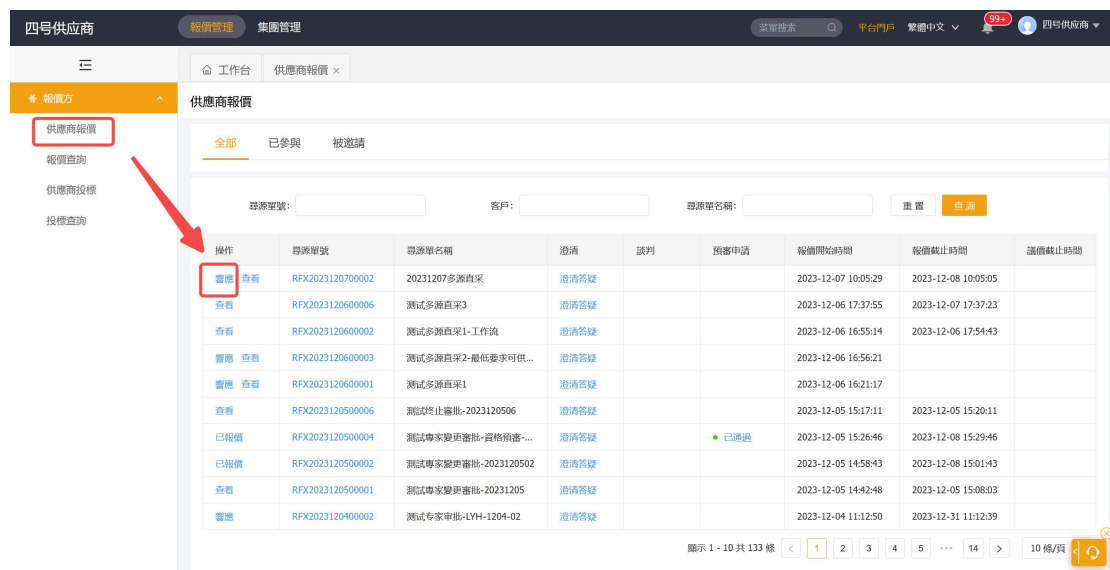 四号供应商 報價管理 集團管理 菜單搜索 平台門戶 繁體中文 99+ 四号供应商
工作台 供應商報價 ×
報價方
供應商報價
報價查詢
供應商投標
投標查詢
供應商報價
全部 已參與 被邀請
尋源單號: 客戶: 尋源單名稱: 重置 查詢
操作 尋源單號 尋源單名稱 澄清 談判 預審申請 報價開始時間 報價截止時間 議價截止時間
響應 查看 RFX2023120700002 20231207多源直采 澄清答疑 2023-12-07 10:05:29 2023-12-08 10:05:05
查看 RFX2023120600006 测试多源直采3 澄清答疑 2023-12-06 17:37:55 2023-12-07 17:37:23
查看 RFX2023120600002 测试多源直采1-工作流 澄清答疑 2023-12-06 16:55:14 2023-12-06 17:54:43
響應 查看 RFX2023120600003 测试多源直采2-最低要求可供... 澄清答疑 2023-12-06 16:56:21
響應 查看 RFX2023120600001 测试多源直采1 澄清答疑 2023-12-06 16:21:17
查看 RFX2023120500006 測試终止審批-2023120506 澄清答疑 2023-12-05 15:17:11 2023-12-05 15:20:11
已報價 RFX2023120500004 測試專家變更審批-資格預審-... 澄清答疑 已通過 2023-12-05 15:26:46 2023-12-08 15:29:46
已報價 RFX2023120500002 測試專家變更審批-2023120502 澄清答疑 2023-12-05 14:58:43 2023-12-08 15:01:43
查看 RFX2023120500001 測試專家變更審批-20231205 澄清答疑 2023-12-05 14:42:48 2023-12-05 15:08:03
響應 RFX2023120400002 测试专家审批-LYH-1204-02 澄清答疑 2023-12-04 11:12:50 2023-12-31 11:12:39
顯示 1 - 10 共 133 條 < 1 2 3 4 5 ··· 14 > 10 條/頁